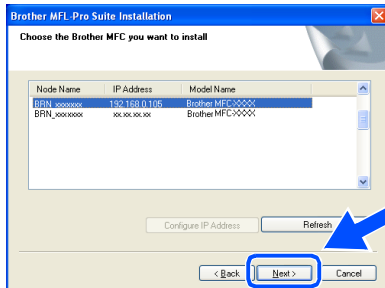 Brother MFL-Pro Suite Installation
Choose the Brother MFC you want to install
Node Name IP Address Model Name
BRN_xxxxxxx 192.168.0.105 Brother MFC-XXXX
BRN_xxxxxxx xx.xx.xx.xx Brother MFC-XXXX
Configure IP Address Refresh
< Back Next > Cancel